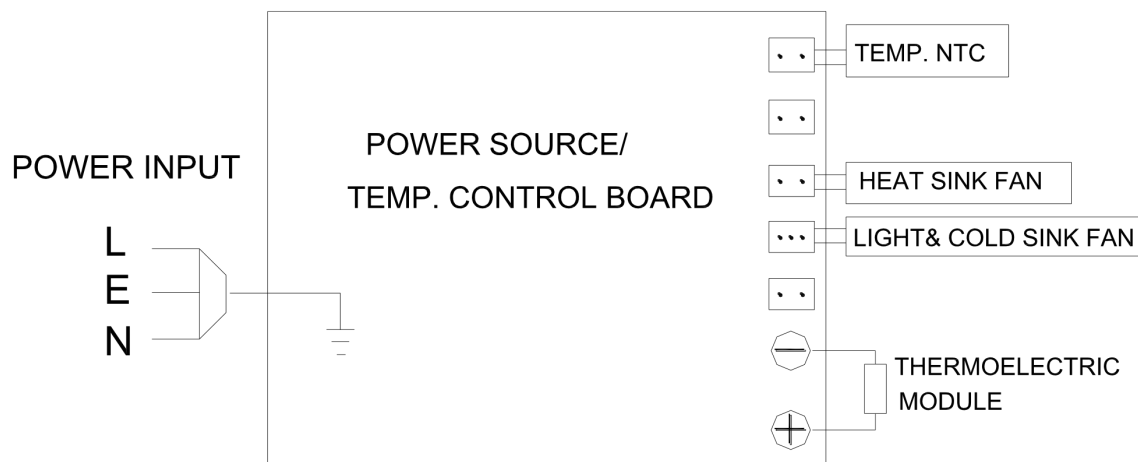 TEMP. NTC
POWER SOURCE/
TEMP. CONTROL BOARD
POWER INPUT
HEAT SINK FAN
LIGHT& COLD SINK FAN
L
E
N
THERMOELECTRIC
MODULE